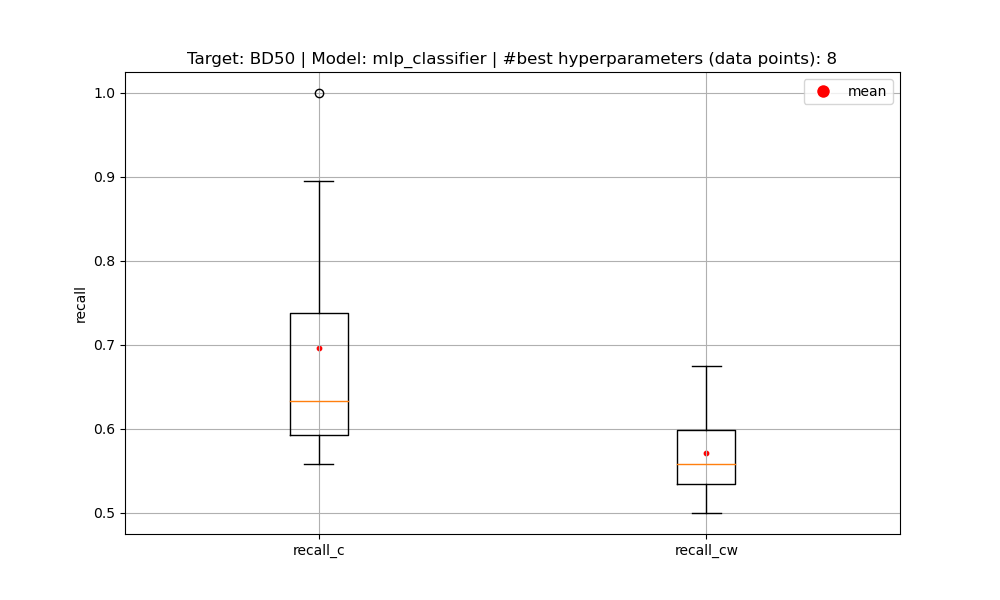 Target: BD50 | Model: mlp_classifier | #best hyperparameters (data points): 8
mean
1.0
0.9
0.8
0.7
0.6
0.5
recall
recall_c
recall_cw